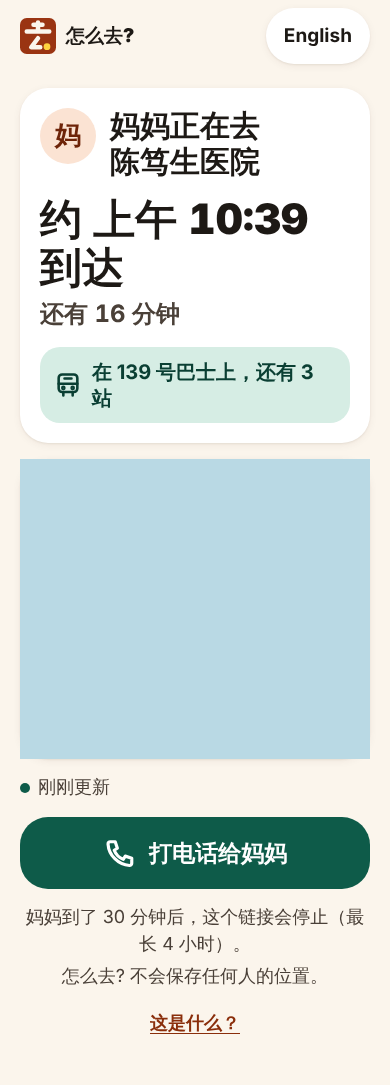 去
怎么去?
English
妈
妈妈正在去
陈笃生医院
约 上午 10:39
到达
还有 16 分钟
在 139 号巴士上，还有 3
站
刚刚更新
打电话给妈妈
妈妈到了 30 分钟后，这个链接会停止（最
长 4 小时）。
怎么去? 不会保存任何人的位置。
这是什么？